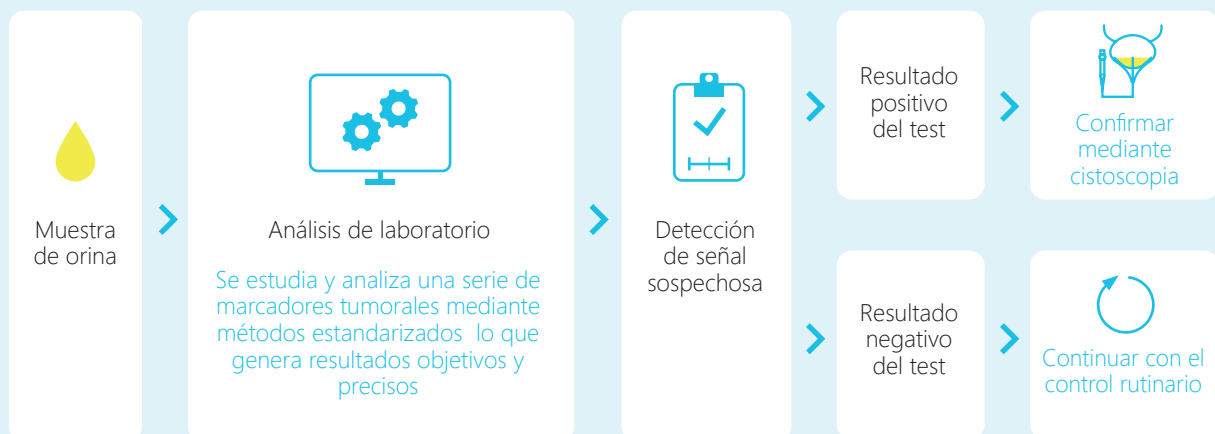 Muestra
de orina
Análisis de laboratorio
Se estudia y analiza una serie de
marcadores tumorales mediante
métodos estandarizados lo que
genera resultados objetivos y
precisos
Detección
de señal
sospechosa
Resultado
positivo
del test
Confirmar
mediante
cistoscopia
Resultado
negativo
del test
Continuar con el
control rutinario